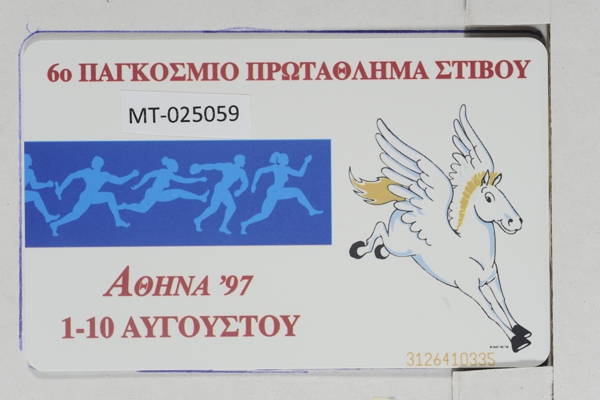 6ο ΠΑΓΚΟΣΜΙΟ ΠΡΩΤΑΘΛΗΜΑ ΣΤΙΒΟΥ
MT-025059
ΑΘΗΝΑ '97
1-10 ΑΥΓΟΥΣΤΟΥ
3126410335